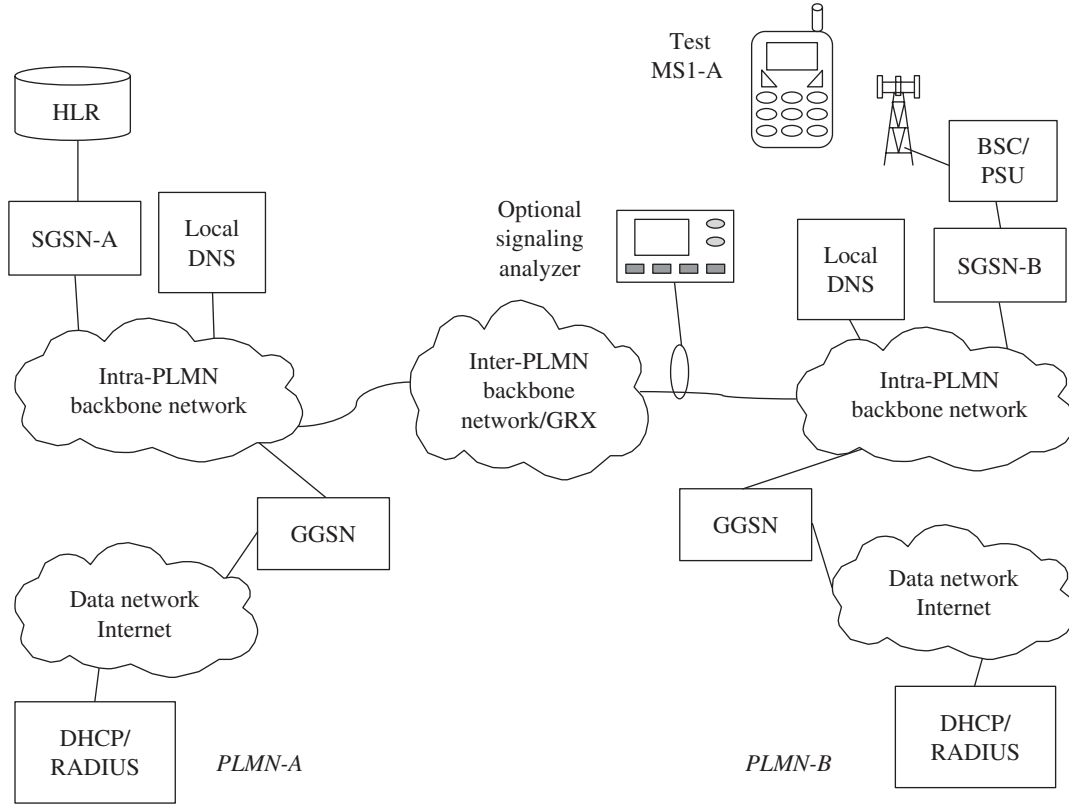 Test
MS1-A
HLR
BSC/
PSU
SGSN-A
Local
DNS
Optional
signaling
analyzer
Local
DNS
SGSN-B
Intra-PLMN
backbone network
Inter-PLMN
backbone
network/GRX
Intra-PLMN
backbone network
GGSN
GGSN
Data network
Internet
Data network
Internet
DHCP/
RADIUS
PLMN-A
PLMN-B
DHCP/
RADIUS